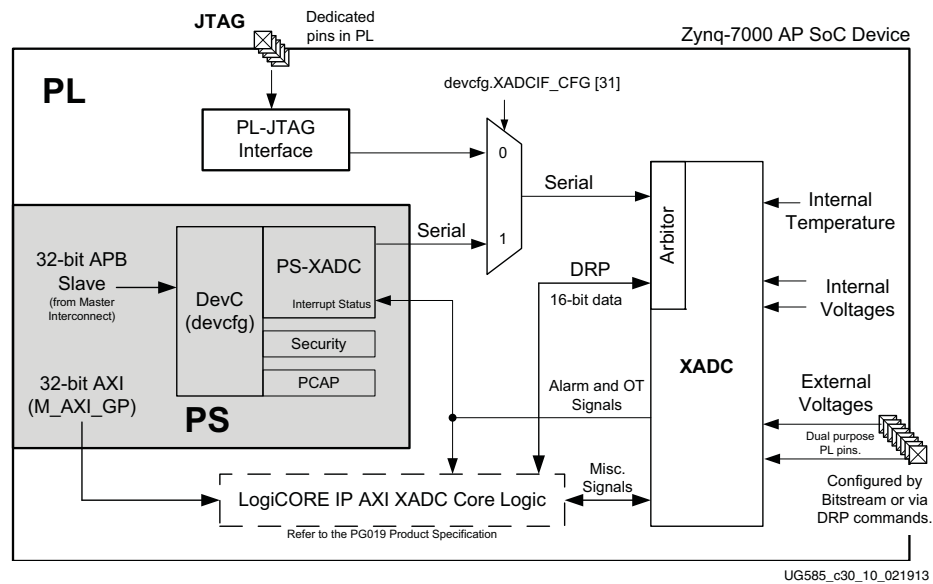 JTAG
Dedicated
pins in PL
Zynq-7000 AP SoC Device
PL
devcfg.XADCIF_CFG [31]
PL-JTAG
Interface
0
1
Serial
Serial
Arbitor
Internal
Temperature
32-bit APB
Slave
(from Master
Interconnect)
DevC
(devcfg)
PS-XADC
Interrupt Status
Security
PCAP
DRP
16-bit data
Internal
Voltages
XADC
32-bit AXI
(M_AXI_GP)
PS
Alarm and OT
Signals
External
Voltages
Dual purpose
PL pins.
LogiCORE IP AXI XADC Core Logic
Refer to the PG019 Product Specification
Misc.
Signals
Configured by
Bitstream or via
DRP commands.
UG585_c30_10_021913